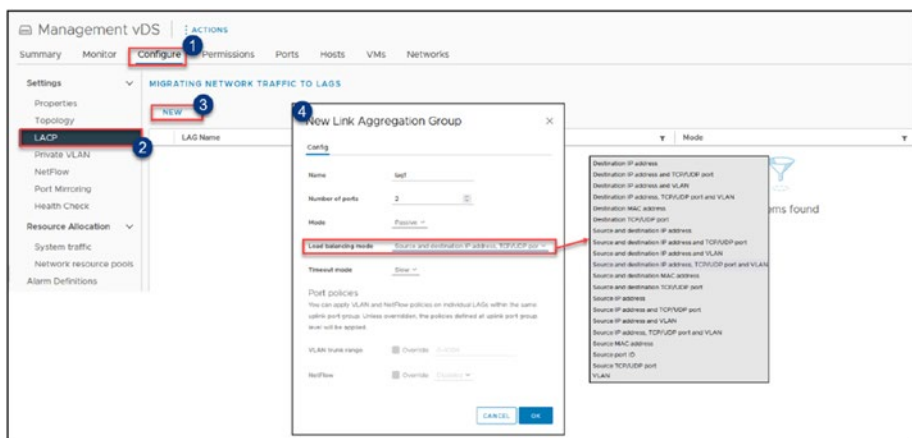 Management vDS
ACTIONS
1
Summary Monitor Configure Permissions Ports Hosts VMs Networks
Settings
Properties
Topology
LACP
2
Private VLAN
NetFlow
Port Mirroring
Health Check
Resource Allocation
System traffic
Network resource pools
Alarm Definitions
MIGRATING NETWORK TRAFFIC TO LAGS
NEW
3
LAG Name
Mode
ems found
4
New Link Aggregation Group
Config
Name lag1
Number of ports 2
Mode Passive
Load balancing mode Source and destination IP address, TCP/UDP por
Timeout mode Slow
Port policies
You can apply VLAN and NetFlow policies on individual LAGs within the same
uplink port group. Unless overridden, the policies defined at uplink port group
level will be applied.
VLAN trunk range Override 0-4094
NetFlow Override Disabled
CANCEL OK
Destination IP address
Destination IP address and TCP/UDP port
Destination IP address and VLAN
Destination IP address, TCP/UDP port and VLAN
Destination MAC address
Destination TCP/UDP port
Source and destination IP address
Source and destination IP address and TCP/UDP port
Source and destination IP address and VLAN
Source and destination IP address, TCP/UDP port and VLAN
Source and destination MAC address
Source and destination TCP/UDP port
Source IP address
Source IP address and TCP/UDP port
Source IP address and VLAN
Source IP address, TCP/UDP port and VLAN
Source MAC address
Source port ID
Source TCP/UDP port
VLAN